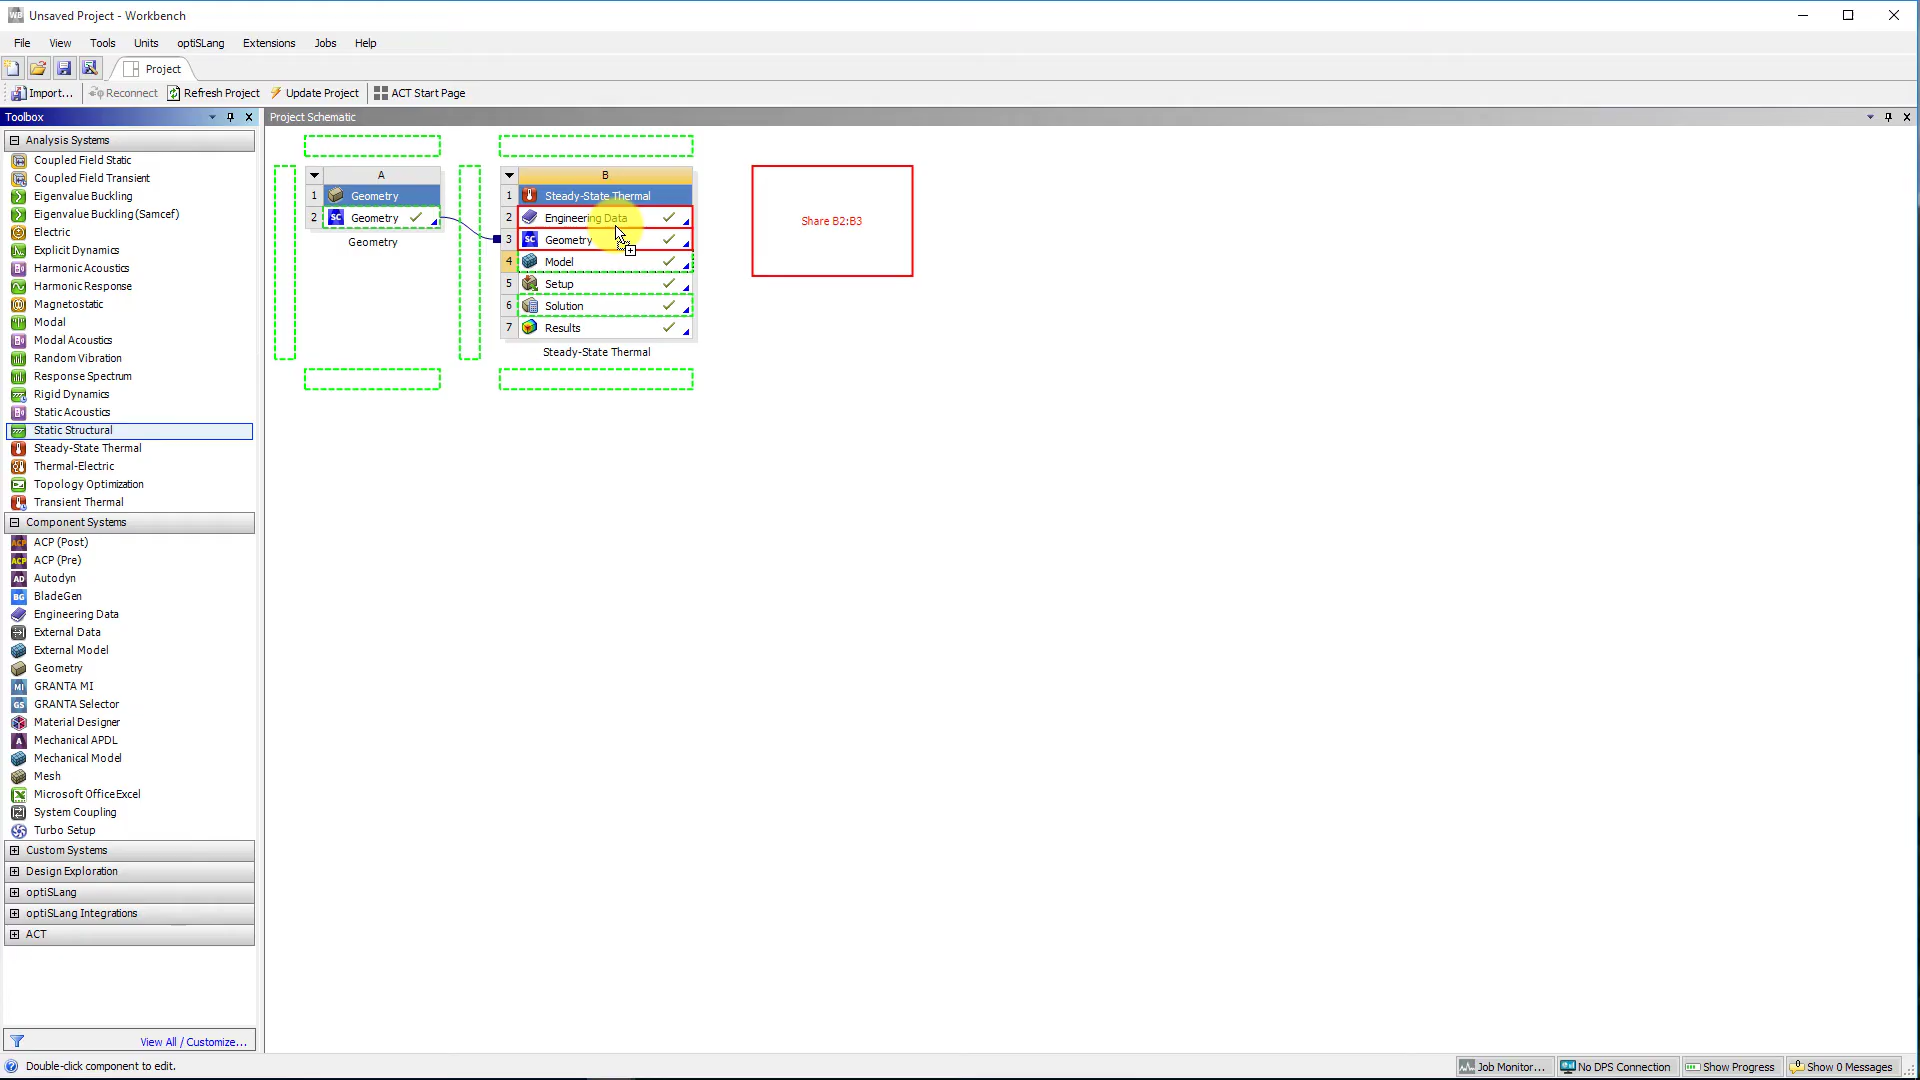 Unsaved Project - Workbench
File View Tools Units optiSLang Extensions Jobs Help
Project
Import... Reconnect Refresh Project Update Project ACT Start Page
Toolbox
Analysis Systems
Coupled Field Static
Coupled Field Transient
Eigenvalue Buckling
Eigenvalue Buckling (Samcef)
Electric
Explicit Dynamics
Harmonic Acoustics
Harmonic Response
Magnetostatic
Modal
Modal Acoustics
Random Vibration
Response Spectrum
Rigid Dynamics
Static Acoustics
Static Structural
Steady-State Thermal
Thermal-Electric
Topology Optimization
Transient Thermal
Component Systems
ACP (Post)
ACP (Pre)
Autodyn
BladeGen
Engineering Data
External Data
External Model
Geometry
GRANTA MI
GRANTA Selector
Material Designer
Mechanical APDL
Mechanical Model
Mesh
Microsoft Office Excel
System Coupling
Turbo Setup
Custom Systems
Design Exploration
optiSLang
optiSLang Integrations
ACT
View All / Customize...
Project Schematic
A
1 Geometry
2 SC Geometry
Geometry
B
1 Steady-State Thermal
2 Engineering Data
3 SC Geometry
4 Model
5 Setup
6 Solution
7 Results
Steady-State Thermal
Share B2:B3
Double-click component to edit.
Job Monitor... No DPS Connection Show Progress Show 0 Messages